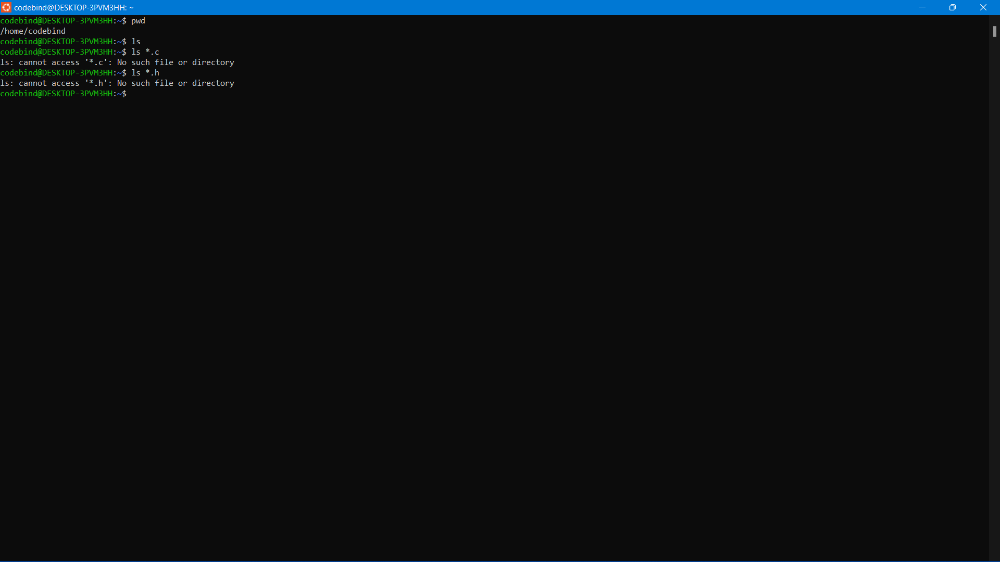 codebind@DESKTOP-3PVM3HH: ~
codebind@DESKTOP-3PVM3HH:~$ pwd
/home/codebind
codebind@DESKTOP-3PVM3HH:~$ ls
codebind@DESKTOP-3PVM3HH:~$ ls *.c
ls: cannot access '*.c': No such file or directory
codebind@DESKTOP-3PVM3HH:~$ ls *.h
ls: cannot access '*.h': No such file or directory
codebind@DESKTOP-3PVM3HH:~$